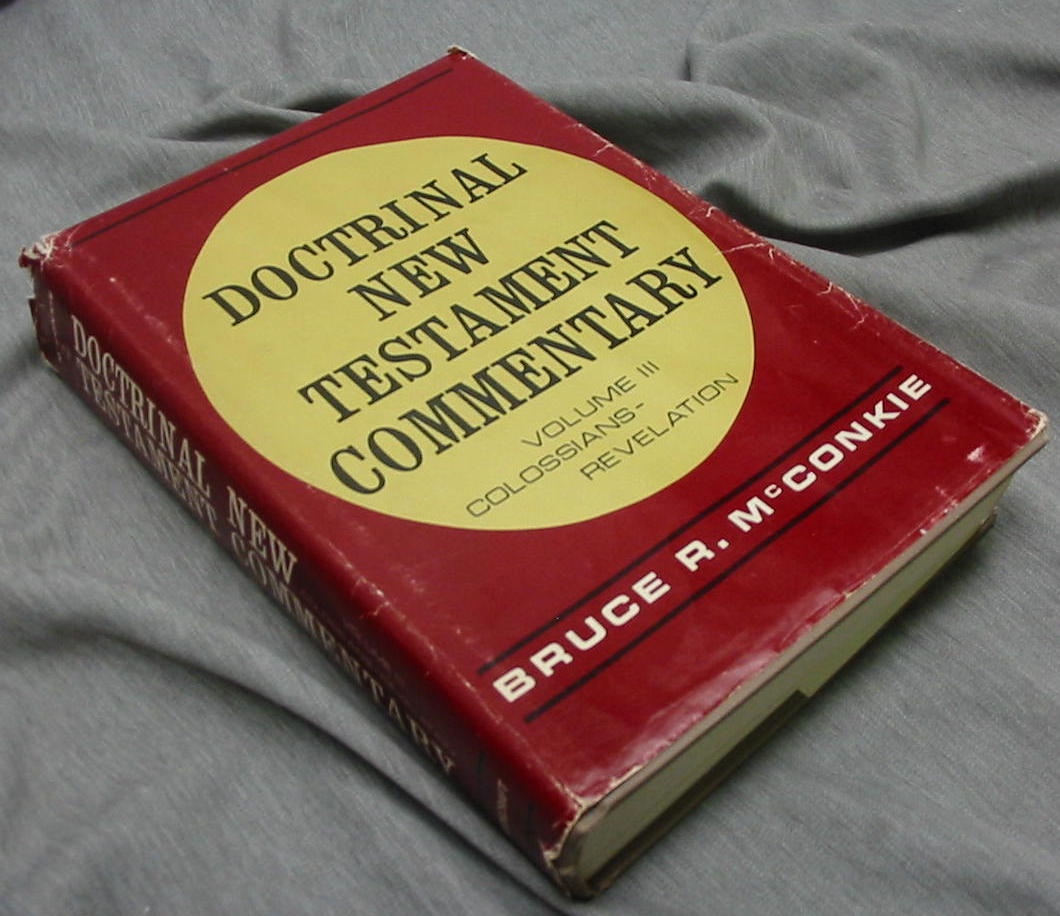 DOCTRINAL
NEW
TESTAMENT
COMMENTARY
VOLUME III
COLOSSIANS-
REVELATION
BRUCE R. McCONKIE
DOCTRINAL NEW
TESTAMENT COMMENTARY